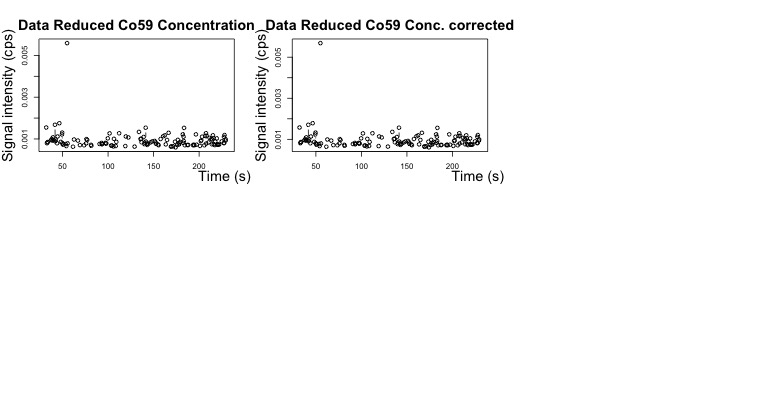 Data Reduced Co59 Concentration
Signal intensity (cps)
0.001 0.003 0.005
50 100 150 200
Time (s)
Data Reduced Co59 Conc. corrected
Signal intensity (cps)
0.001 0.003 0.005
50 100 150 200
Time (s)